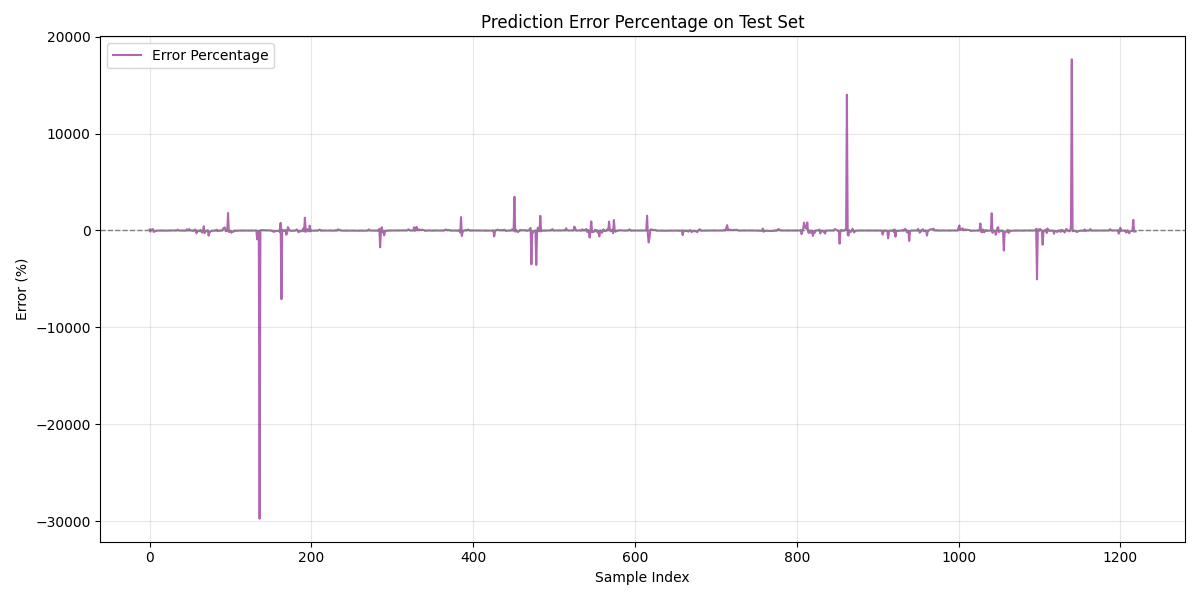 Prediction Error Percentage on Test Set
Error Percentage
20000
10000
0
−10000
−20000
−30000
Error (%)
0 200 400 600 800 1000 1200
Sample Index